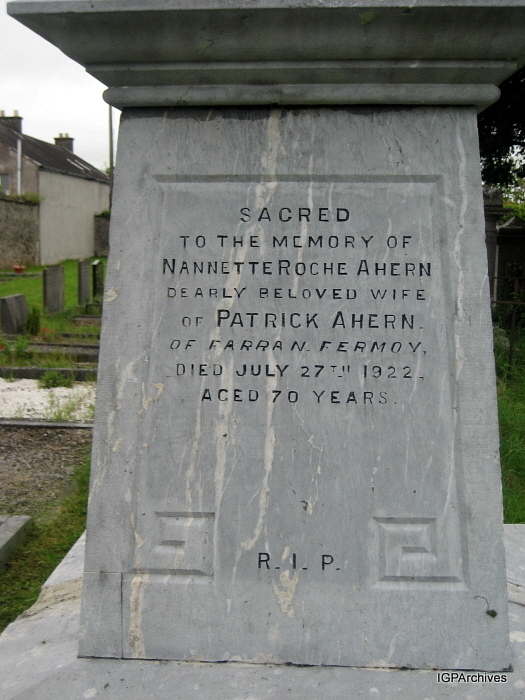 SACRED
TO THE MEMORY OF
NANNETTE ROCHE AHERN
DEARLY BELOVED WIFE
OF PATRICK AHERN.
OF FARRAN, FERMOY,
DIED JULY 27TH 1922,
AGED 70 YEARS.
R. I. P.
IGPArchives